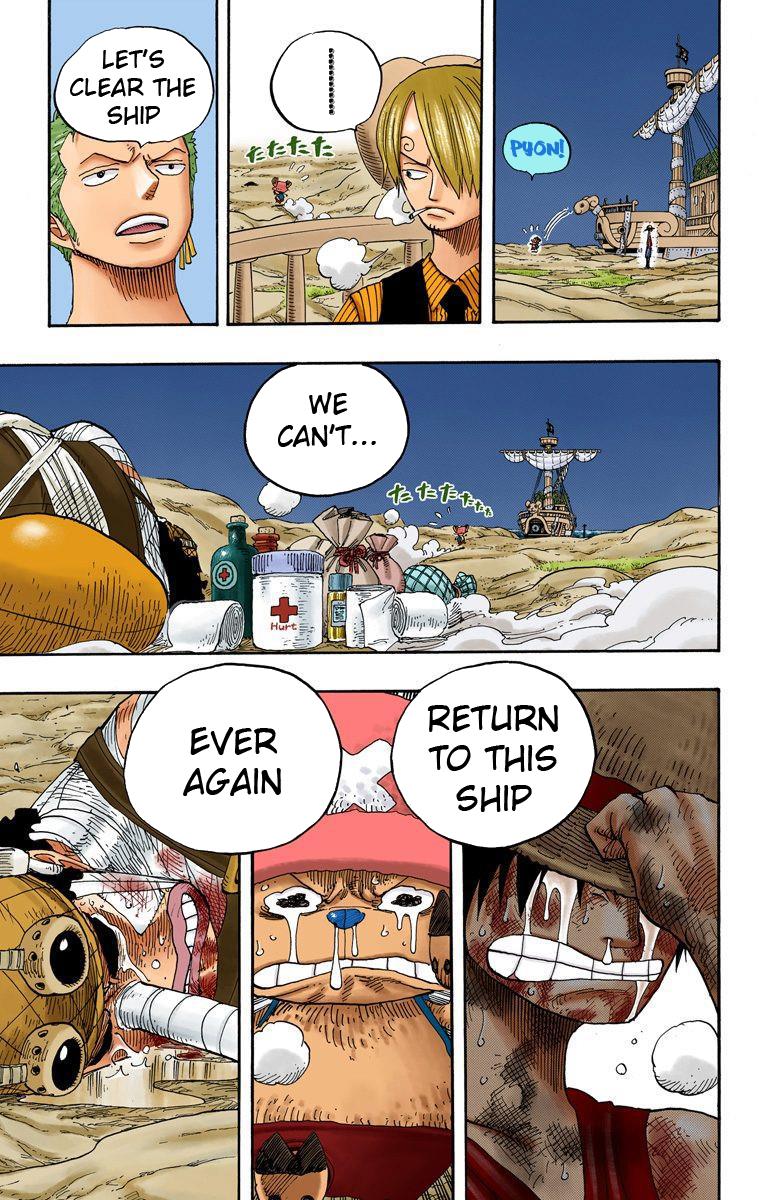 PYON!
..........
たたたた
LET'S
CLEAR THE
SHIP
WE
CAN'T...
たたたたたた
Hurt
RETURN
TO THIS
SHIP
EVER
AGAIN